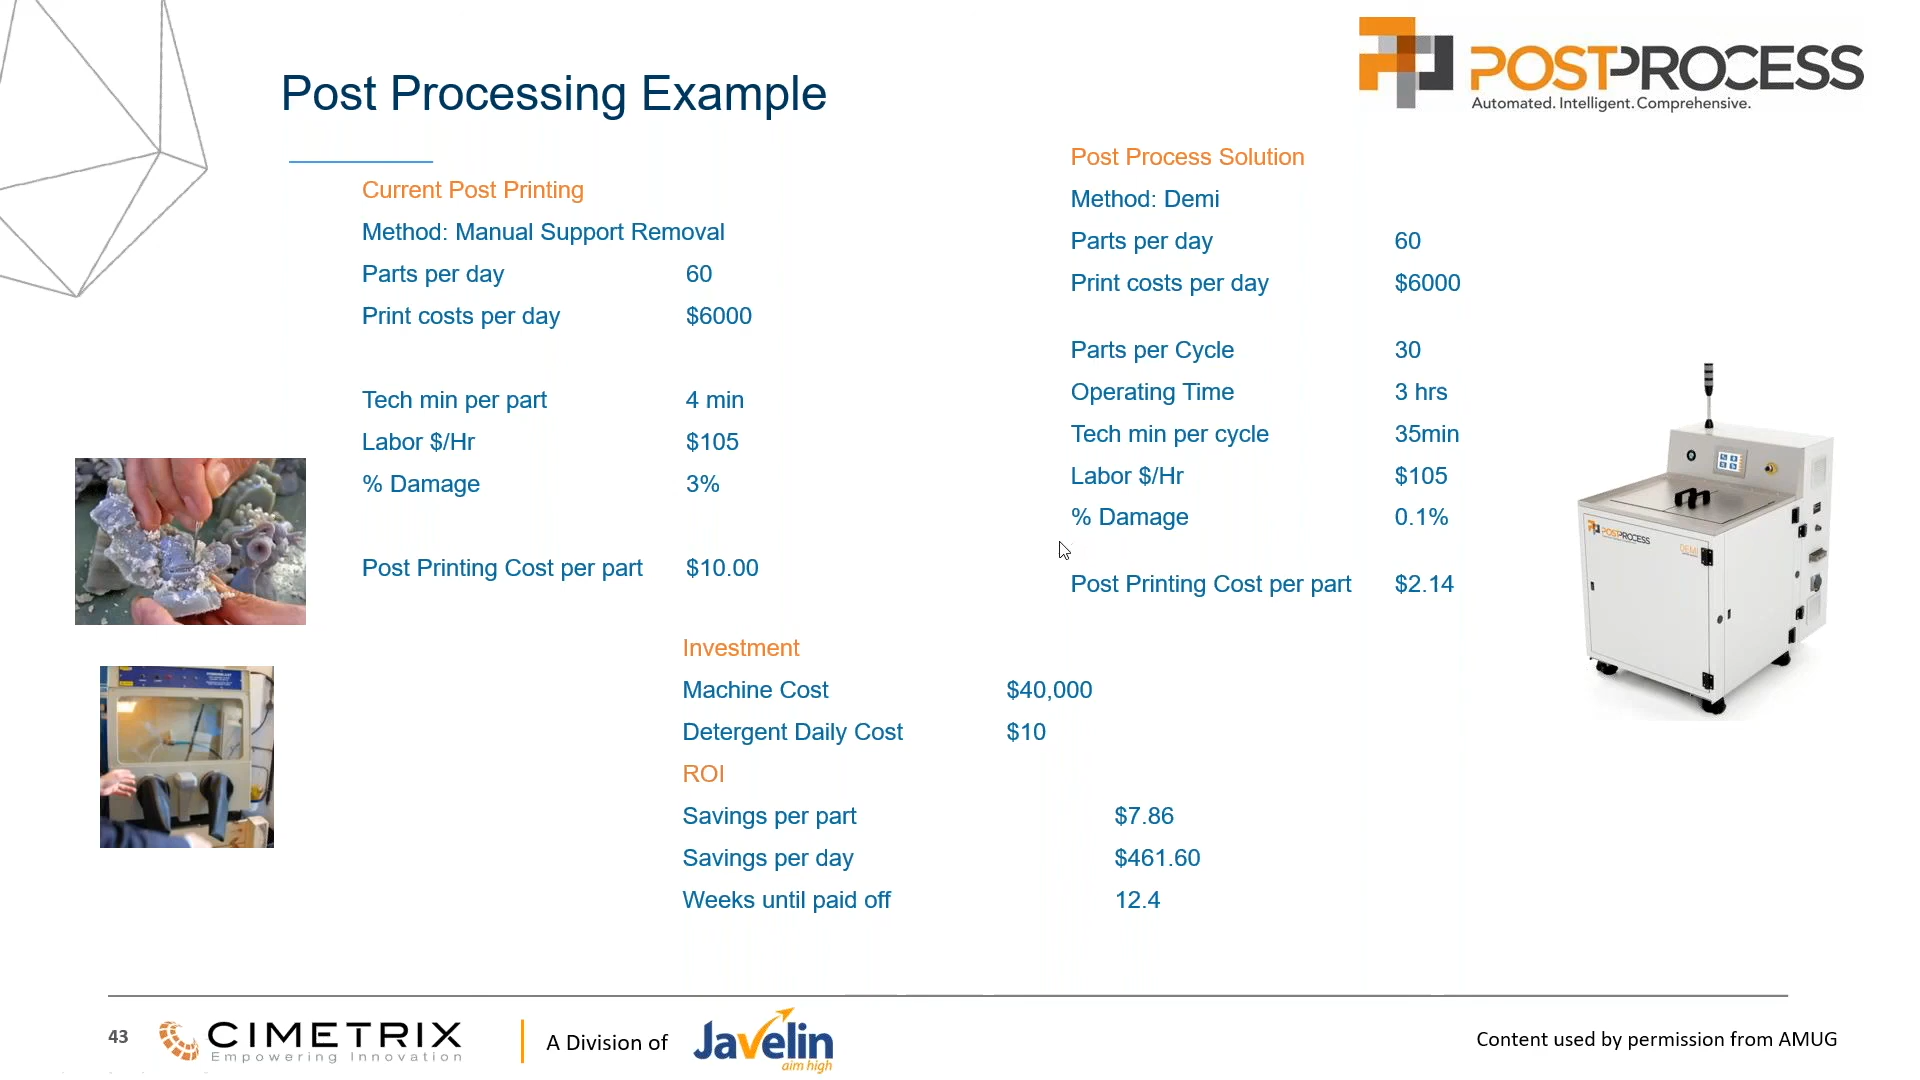 Post Processing Example
POSTPROCESS
Automated. Intelligent. Comprehensive.
Current Post Printing
Method: Manual Support Removal
Parts per day 60
Print costs per day $6000
Tech min per part 4 min
Labor $/Hr $105
% Damage 3%
Post Printing Cost per part $10.00
Post Process Solution
Method: Demi
Parts per day 60
Print costs per day $6000
Parts per Cycle 30
Operating Time 3 hrs
Tech min per cycle 35min
Labor $/Hr $105
% Damage 0.1%
Post Printing Cost per part $2.14
POSTPROCESS
DEMI
Investment
Machine Cost $40,000
Detergent Daily Cost $10
ROI
Savings per part $7.86
Savings per day $461.60
Weeks until paid off 12.4
43
CIMETRIX
Empowering Innovation
A Division of
Javelin
aim high
Content used by permission from AMUG